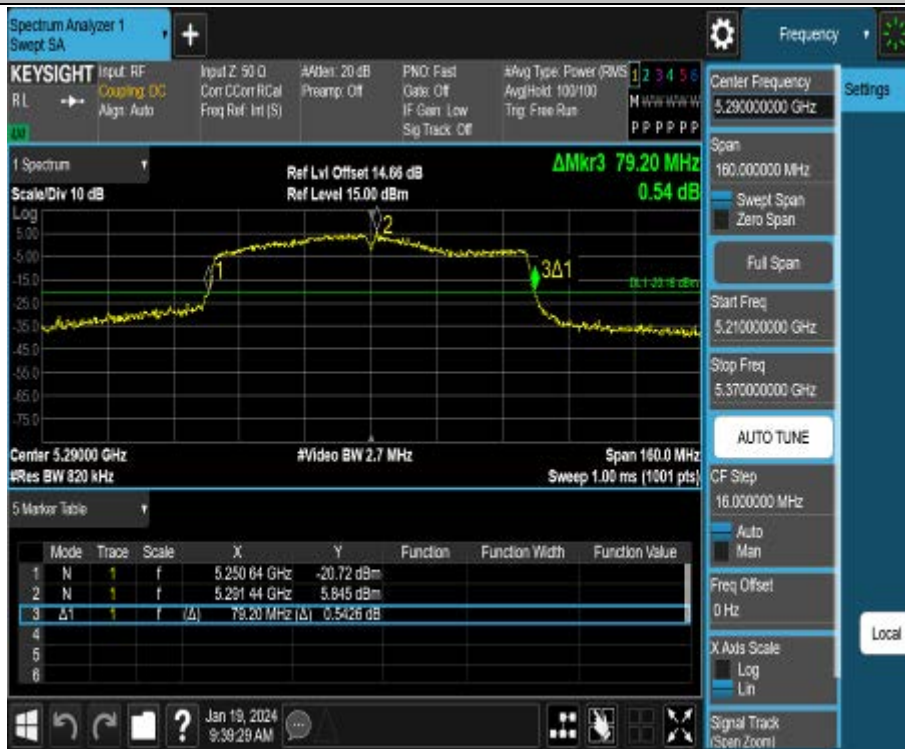 Spectrum Analyzer 1
Swept SA
+
Frequency
KEYSIGHT
RL
Input: RF
Coupling: DC
Align: Auto
Input Z: 50 Ω
Corr CCorr RCal
Freq Ref: Int (S)
#Atten: 20 dB
Preamp: Off
PNO: Fast
Gate: Off
IF Gain: Low
Sig Track: Off
#Avg Type: Power (RMS
Avg|Hold: 100/100
Trig: Free Run
1 2 3 4 5 6
M W W W W W
P P P P P P
1 Spectrum
Scale/Div 10 dB
Ref Lvl Offset 14.66 dB
Ref Level 15.00 dBm
ΔMkr3 79.20 MHz
0.54 dB
Log
5.00
-5.00
-15.0
-25.0
-35.0
-45.0
-55.0
-65.0
-75.0
1
2
3Δ1
Center 5.29000 GHz
#Res BW 820 kHz
#Video BW 2.7 MHz
Span 160.0 MHz
Sweep 1.00 ms (1001 pts)
5 Marker Table
Mode Trace Scale X Y Function Function Width Function Value
1 N 1 f 5.250 64 GHz -20.72 dBm
2 N 1 f 5.291 44 GHz 5.845 dBm
3 Δ1 1 f (Δ) 79.20 MHz (Δ) 0.5426 dB
4
5
6
Jan 19, 2024
9:39:29 AM
Center Frequency
5.290000000 GHz
Settings
Span
160.000000 MHz
Swept Span
Zero Span
Full Span
Start Freq
5.210000000 GHz
Stop Freq
5.370000000 GHz
AUTO TUNE
CF Step
16.000000 MHz
Auto
Man
Freq Offset
0 Hz
X Axis Scale
Log
Lin
Signal Track
(Span Zoom)
Local